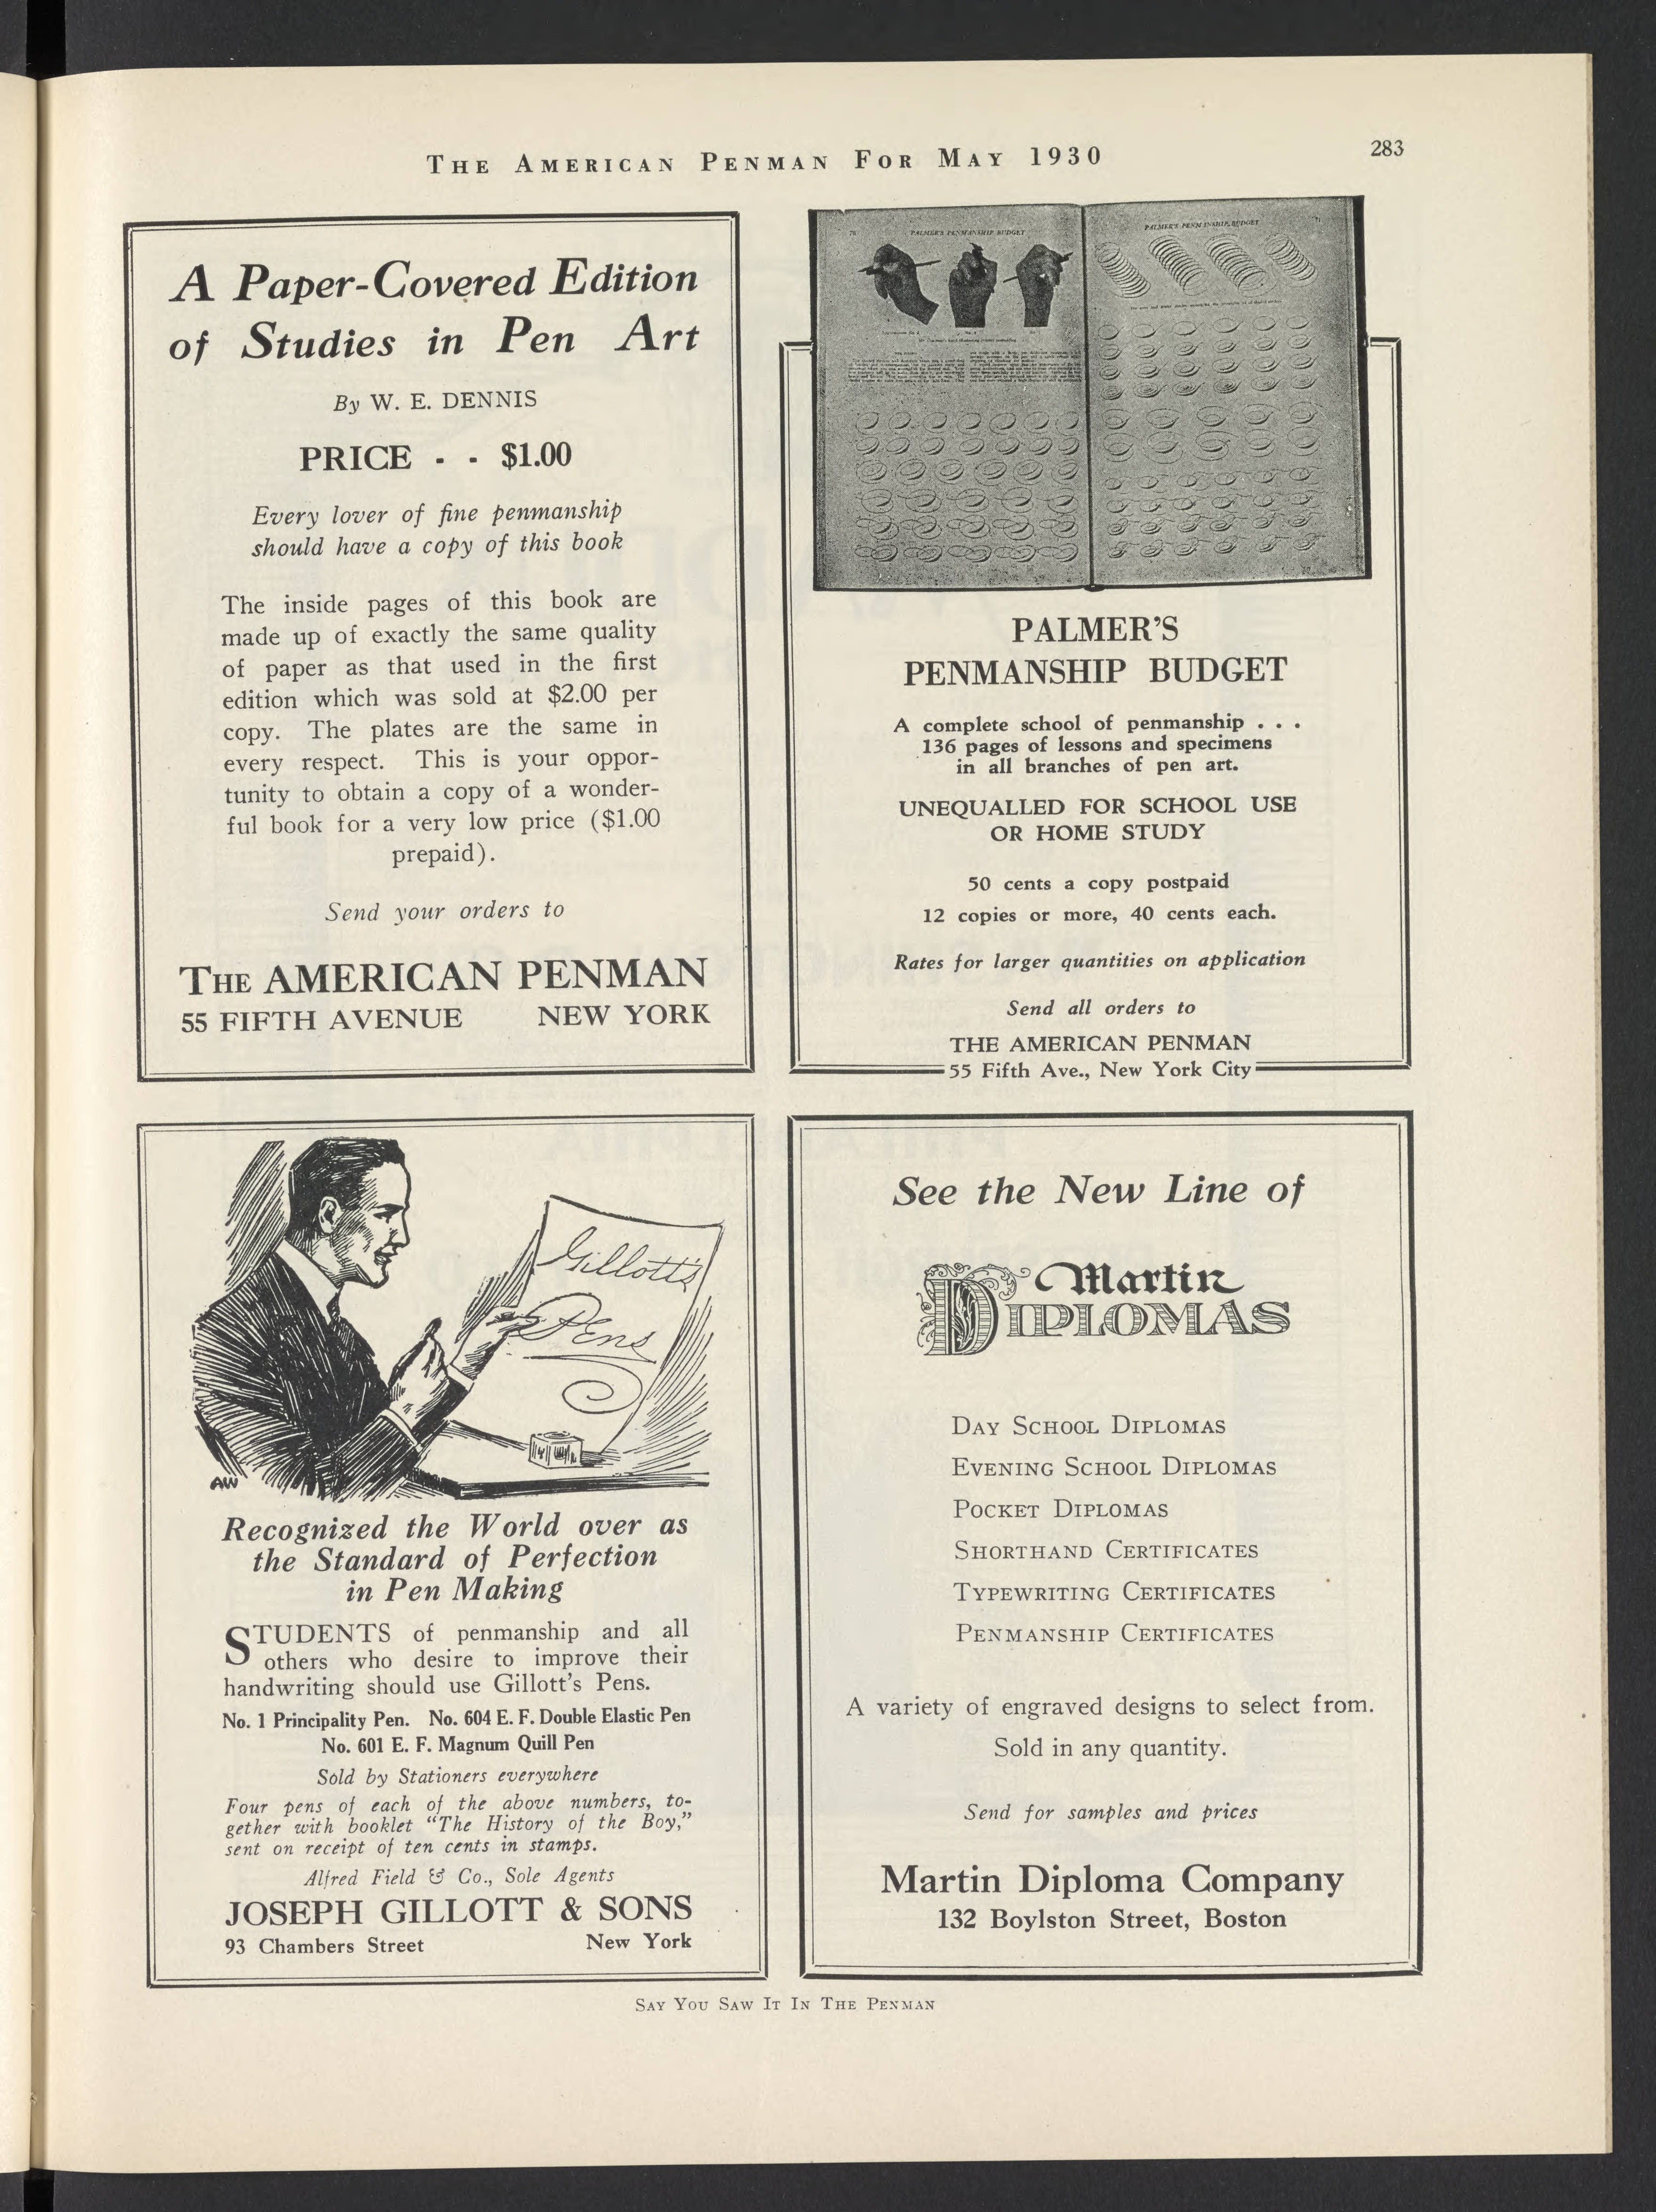 THE AMERICAN PENMAN FOR MAY 1930
283
A Paper-Covered Edition
of Studies in Pen Art
By W. E. DENNIS
PRICE - - $1.00
Every lover of fine penmanship
should have a copy of this book
The inside pages of this book are
made up of exactly the same quality
of paper as that used in the first
edition which was sold at $2.00 per
copy. The plates are the same in
every respect. This is your oppor-
tunity to obtain a copy of a wonder-
ful book for a very low price ($1.00
prepaid).
Send your orders to
THE AMERICAN PENMAN
55 FIFTH AVENUE NEW YORK
PALMER'S PENMANSHIP BUDGET
PALMER'S PENMANSHIP BUDGET
PALMER'S
PENMANSHIP BUDGET
A complete school of penmanship . . .
136 pages of lessons and specimens
in all branches of pen art.
UNEQUALLED FOR SCHOOL USE
OR HOME STUDY
50 cents a copy postpaid
12 copies or more, 40 cents each.
Rates for larger quantities on application
Send all orders to
THE AMERICAN PENMAN
55 Fifth Ave., New York City
Gillott's
Pens
AW
Recognized the World over as
the Standard of Perfection
in Pen Making
STUDENTS of penmanship and all
others who desire to improve their
handwriting should use Gillott's Pens.
No. 1 Principality Pen. No. 604 E. F. Double Elastic Pen
No. 601 E. F. Magnum Quill Pen
Sold by Stationers everywhere
Four pens of each of the above numbers, to-
gether with booklet "The History of the Boy,"
sent on receipt of ten cents in stamps.
Alfred Field & Co., Sole Agents
JOSEPH GILLOTT & SONS
93 Chambers Street New York
See the New Line of
Martin
DIPLOMAS
DAY SCHOOL DIPLOMAS
EVENING SCHOOL DIPLOMAS
POCKET DIPLOMAS
SHORTHAND CERTIFICATES
TYPEWRITING CERTIFICATES
PENMANSHIP CERTIFICATES
A variety of engraved designs to select from.
Sold in any quantity.
Send for samples and prices
Martin Diploma Company
132 Boylston Street, Boston
SAY YOU SAW IT IN THE PENMAN